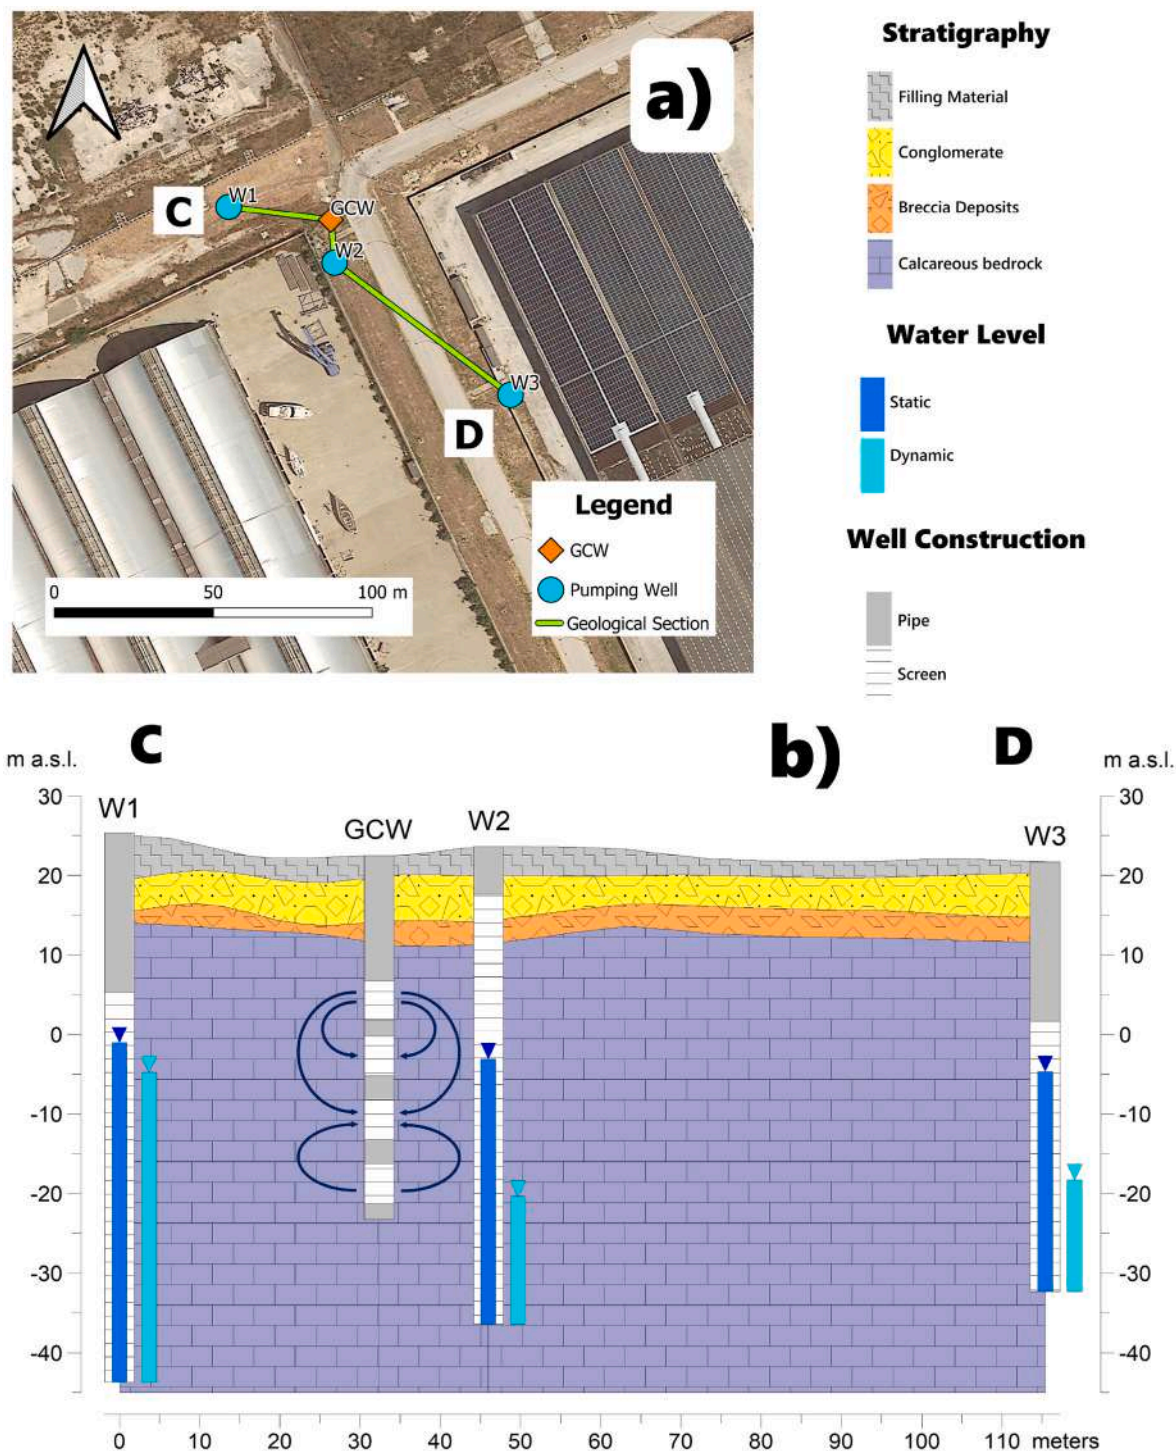 a)
C
W1
GCW
W2
W3
D
Legend
GCW
Pumping Well
Geological Section
0 50 100 m
Stratigraphy
Filling Material
Conglomerate
Breccia Deposits
Calcareous bedrock
Water Level
Static
Dynamic
Well Construction
Pipe
Screen
C b) D
m a.s.l. m a.s.l.
30 30
W1 GCW W2 W3
20 20
10 10
0 0
-10 -10
-20 -20
-30 -30
-40 -40
0 10 20 30 40 50 60 70 80 90 100 110 meters